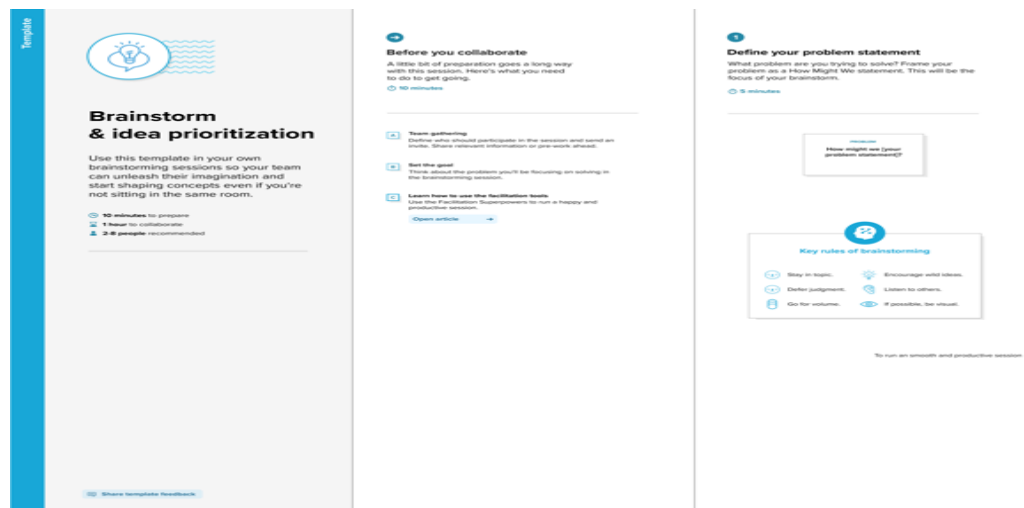 Template
Brainstorm
& idea prioritization
Use this template in your own
brainstorming sessions so your team
can unleash their imagination and
start shaping concepts even if you're
not sitting in the same room.
10 minutes to prepare
1 hour to collaborate
2-8 people recommended
Share template feedback
Before you collaborate
A little bit of preparation goes a long way
with this session. Here's what you need
to do to get going.
10 minutes
A
Team gathering
Define who should participate in the session and send an
invite. Share relevant information or pre-work ahead.
B
Set the goal
Think about the problem you'll be focusing on solving in
the brainstorming session.
C
Learn how to use the facilitation tools
Use the Facilitation Superpowers to run a happy and
productive session.
Open article
1
Define your problem statement
What problem are you trying to solve? Frame your
problem as a How Might We statement. This will be the
focus of your brainstorm.
5 minutes
PROBLEM
How might we [your
problem statement]?
Key rules of brainstorming
Stay in topic.
Encourage wild ideas.
Defer judgment.
Listen to others.
Go for volume.
If possible, be visual.
To run an smooth and productive session